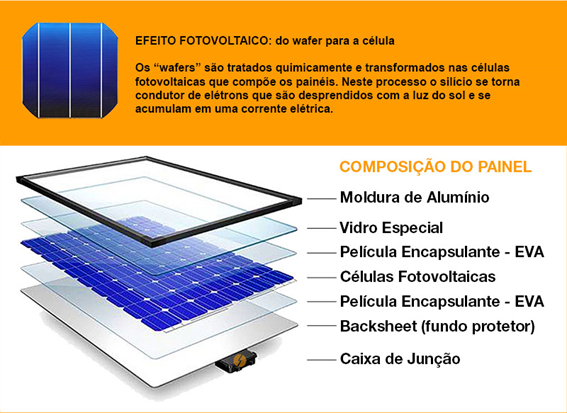 EFEITO FOTOVOLTAICO: do wafer para a célula
Os “wafers” são tratados quimicamente e transformados nas células
fotovoltaicas que compõe os painéis. Neste processo o silício se torna
condutor de elétrons que são desprendidos com a luz do sol e se
acumulam em uma corrente elétrica.
COMPOSIÇÃO DO PAINEL
Moldura de Alumínio
Vidro Especial
Película Encapsulante - EVA
Células Fotovoltaicas
Película Encapsulante - EVA
Backsheet (fundo protetor)
Caixa de Junção